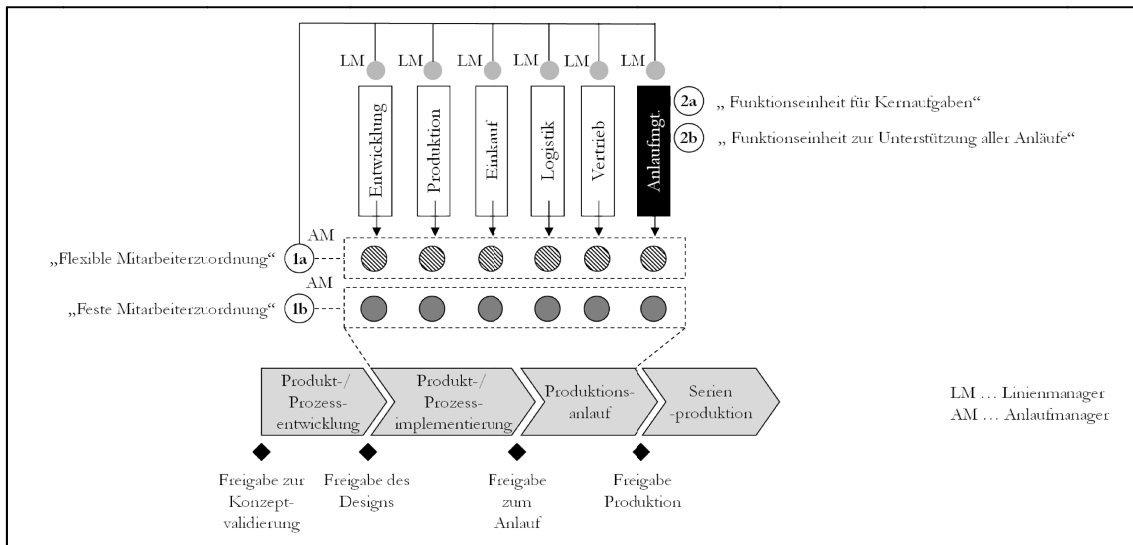 LM LM LM LM LM LM
Entwicklung
Produktion
Einkauf
Logistik
Vertrieb
Anlaufmgt.
2a „ Funktionseinheit für Kernaufgaben“
2b „ Funktionseinheit zur Unterstützung aller Anläufe“
AM
„Flexible Mitarbeiterzuordnung“ 1a
AM
„Feste Mitarbeiterzuordnung“ 1b
Produkt-/
Prozess-
entwicklung
Produkt-/
Prozess-
implementierung
Produktions-
anlauf
Serien
-produktion
LM … Linienmanager
AM … Anlaufmanager
Freigabe zur
Konzept-
validierung
Freigabe des
Designs
Freigabe
zum
Anlauf
Freigabe
Produktion